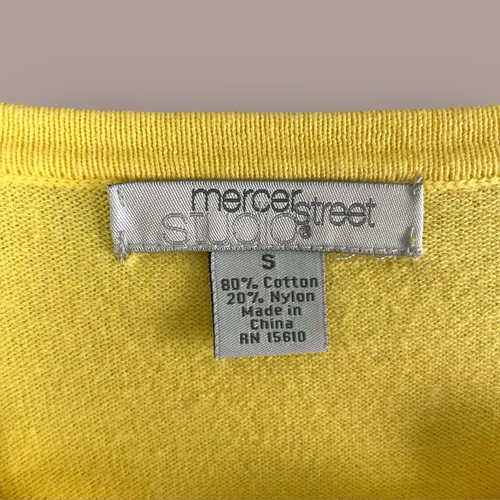 mercer street
STUDIO®
S
80% Cotton
20% Nylon
Made in
China
RN 15610